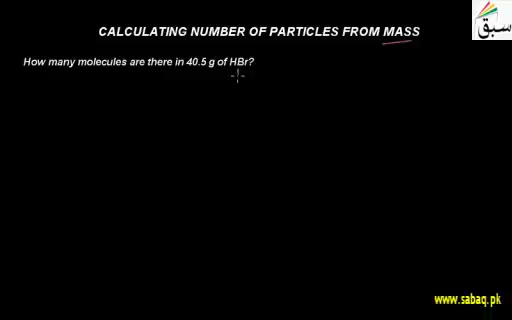 CALCULATING NUMBER OF PARTICLES FROM MASS
سبق
How many molecules are there in 40.5 g of HBr?
www.sabaq.pk